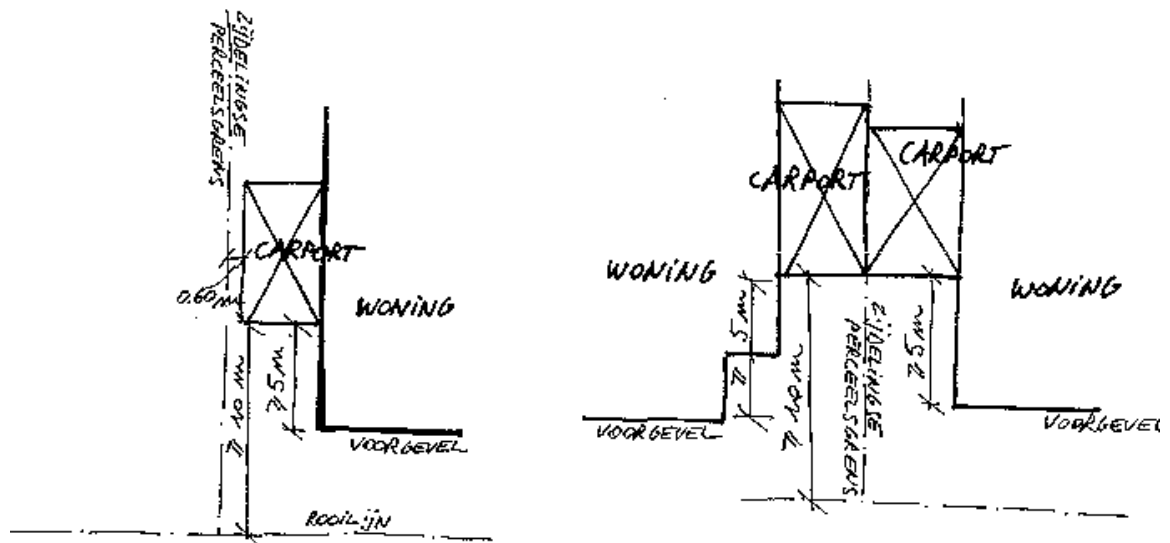 ZIJDELINGSE
PERCEELSGRENS
CARPORT
0.60 m
WONING
⩾ 5 m
⩾ 10 m
VOORGEVEL
ROOILIJN
CARPORT
CARPORT
WONING
WONING
⩾ 5 m
⩾ 5 m
⩾ 10 m
ZIJDELINGSE
PERCEELSGRENS
VOORGEVEL
VOORGEVEL